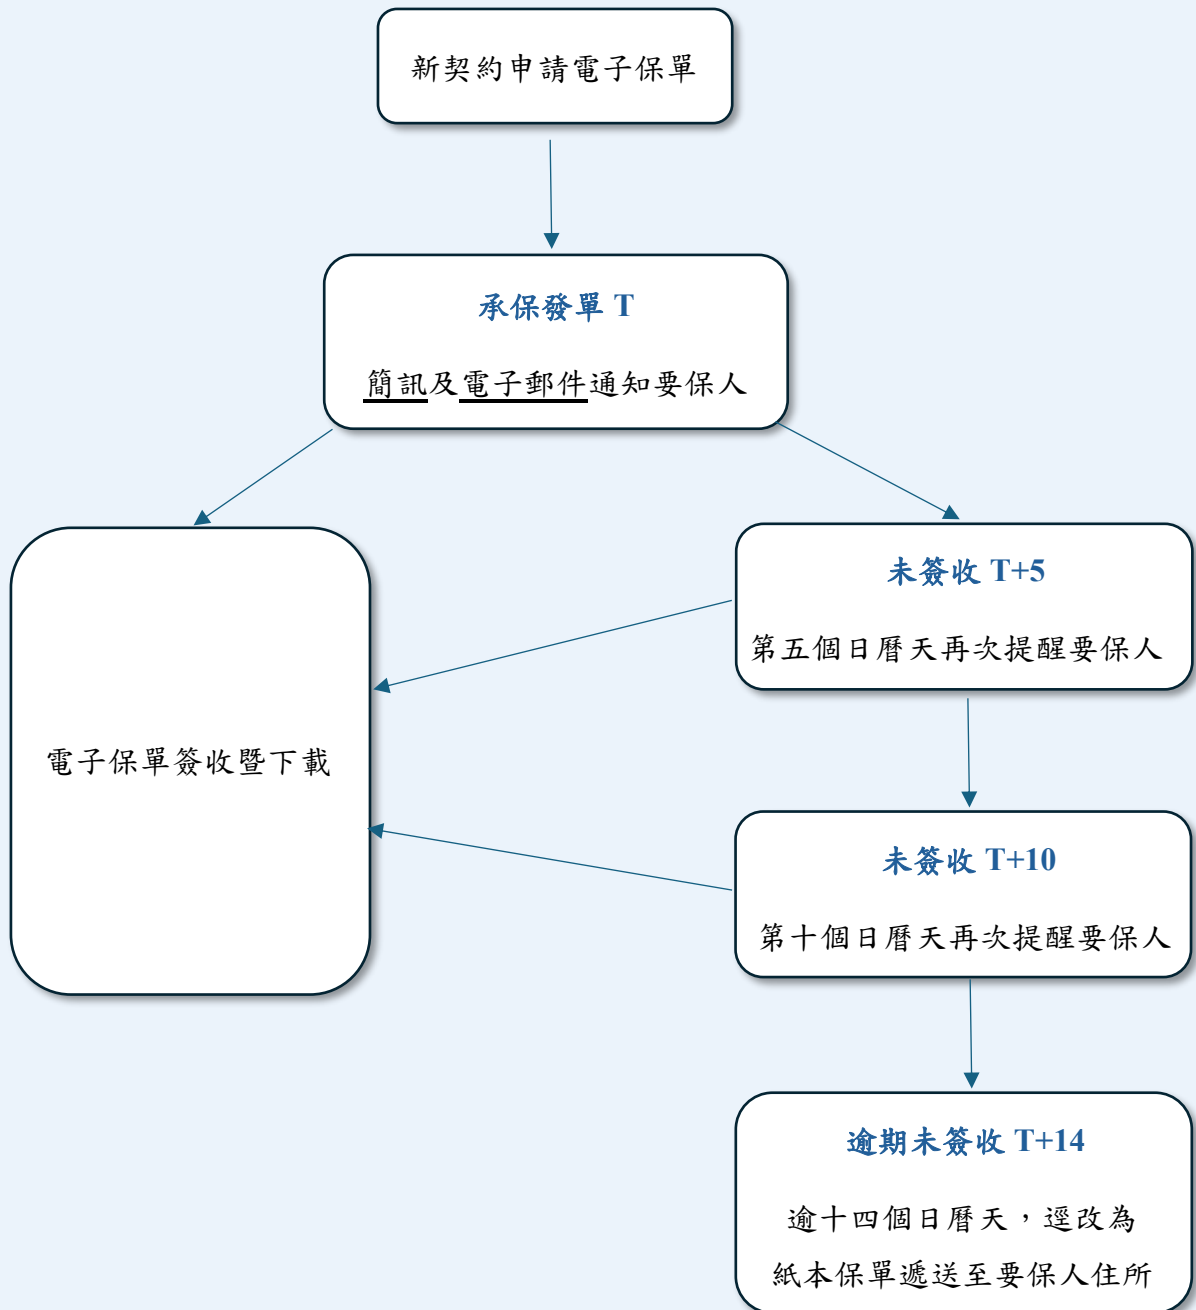 新契約申請電子保單
承保發單 T
簡訊及電子郵件通知要保人
未簽收 T+5
第五個日曆天再次提醒要保人
電子保單簽收暨下載
未簽收 T+10
第十個日曆天再次提醒要保人
逾期未簽收 T+14
逾十四個日曆天，逕改為
紙本保單遞送至要保人住所